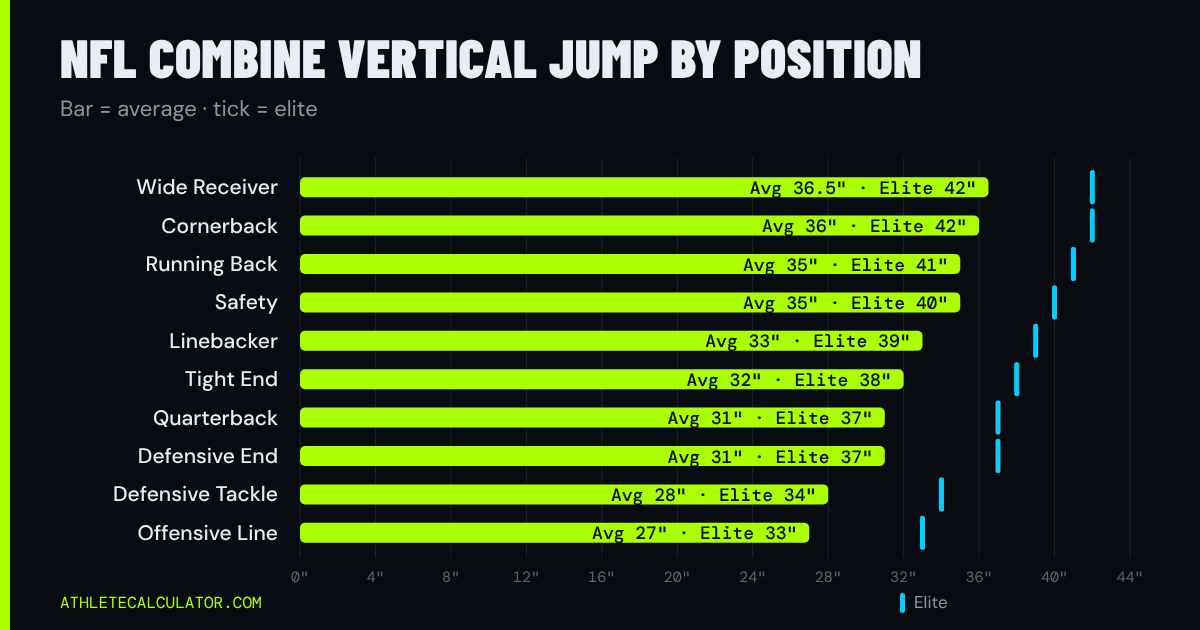 NFL COMBINE VERTICAL JUMP BY POSITION
Bar = average · tick = elite
Wide Receiver Avg 36.5" · Elite 42"
Cornerback Avg 36" · Elite 42"
Running Back Avg 35" · Elite 41"
Safety Avg 35" · Elite 40"
Linebacker Avg 33" · Elite 39"
Tight End Avg 32" · Elite 38"
Quarterback Avg 31" · Elite 37"
Defensive End Avg 31" · Elite 37"
Defensive Tackle Avg 28" · Elite 34"
Offensive Line Avg 27" · Elite 33"
0" 4" 8" 12" 16" 20" 24" 28" 32" 36" 40" 44"
ATHLETECALCULATOR.COM Elite